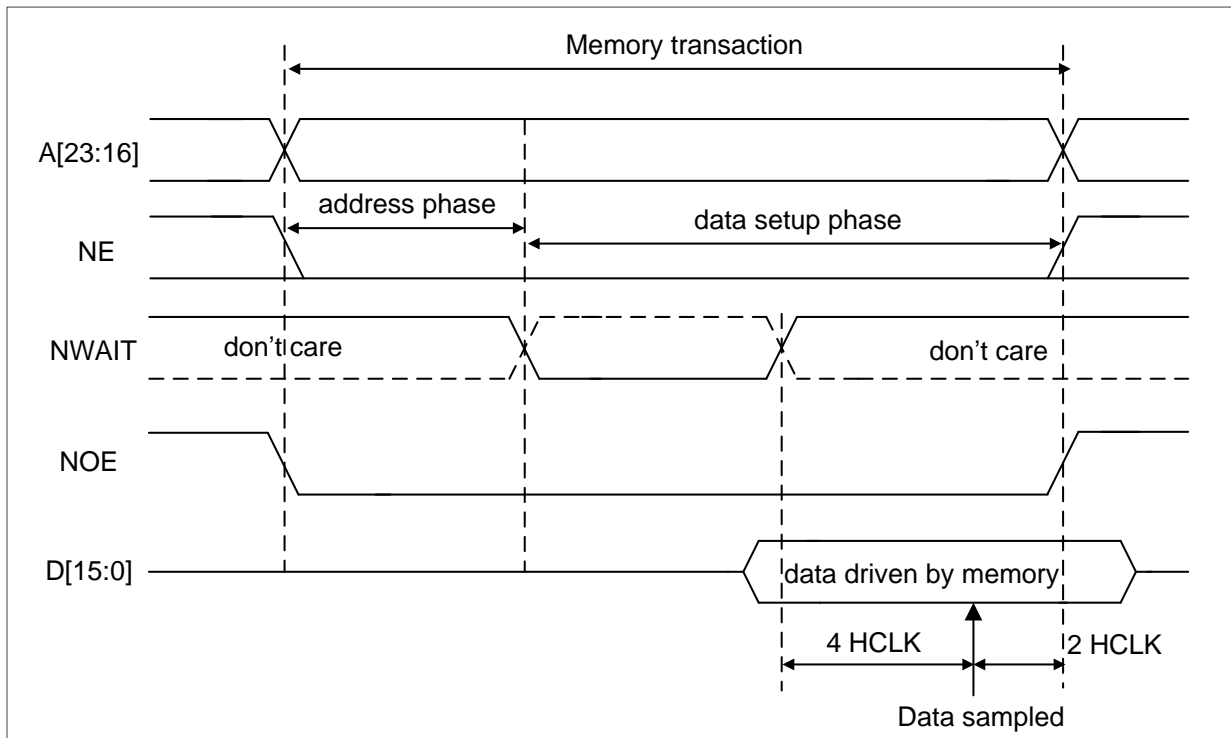 Memory transaction
A[23:16]
address phase
data setup phase
NE
NWAIT
don't care
don't care
NOE
D[15:0]
data driven by memory
4 HCLK
2 HCLK
Data sampled